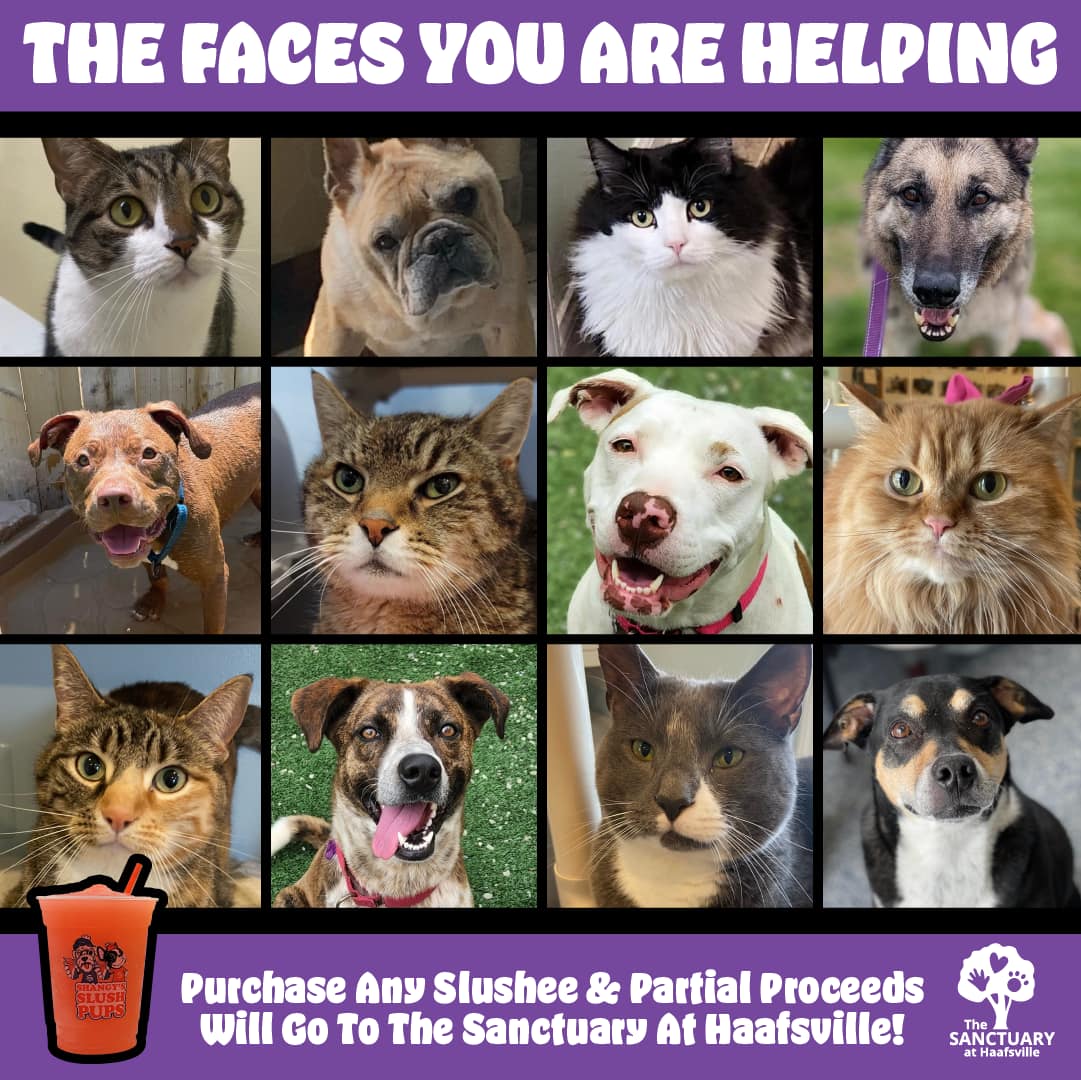 THE FACES YOU ARE HELPING
SHANGY'S
SLUSH
PUPS
Purchase Any Slushee & Partial Proceeds
Will Go To The Sanctuary At Haafsville!
The
SANCTUARY
at Haafsville